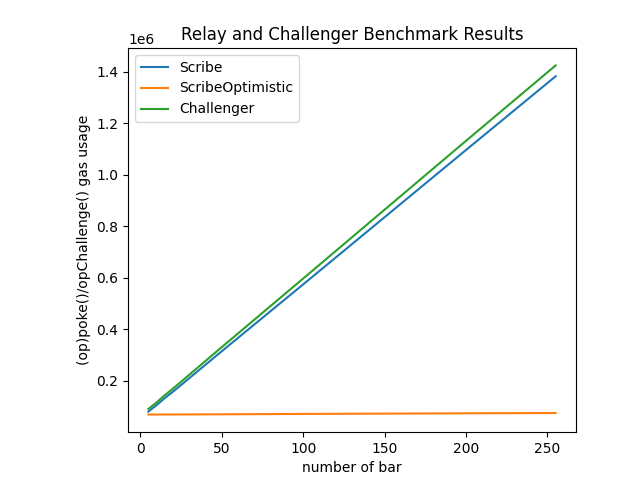 Relay and Challenger Benchmark Results
1e6
Scribe
ScribeOptimistic
Challenger
(op)poke()/opChallenge() gas usage
1.4
1.2
1.0
0.8
0.6
0.4
0.2
0 50 100 150 200 250
number of bar